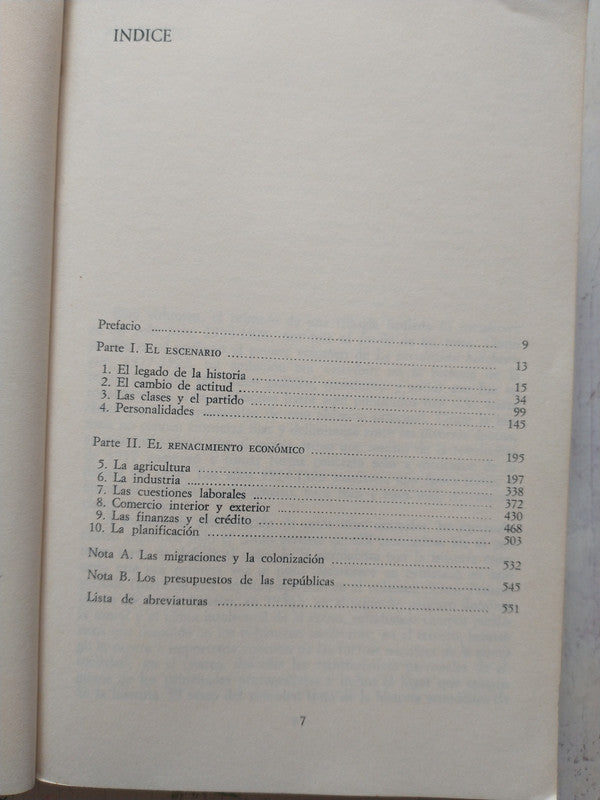 INDICE
Prefacio ........ 9
Parte I. EL ESCENARIO ........ 13
1. El legado de la historia ........ 15
2. El cambio de actitud ........ 34
3. Las clases y el partido ........ 99
4. Personalidades ........ 145
Parte II. EL RENACIMIENTO ECONÓMICO ........ 195
5. La agricultura ........ 197
6. La industria ........ 338
7. Las cuestiones laborales ........ 372
8. Comercio interior y exterior ........ 430
9. Las finanzas y el crédito ........ 468
10. La planificación ........ 503
Nota A. Las migraciones y la colonización ........ 532
Nota B. Los presupuestos de las repúblicas ........ 545
Lista de abreviaturas ........ 551
7